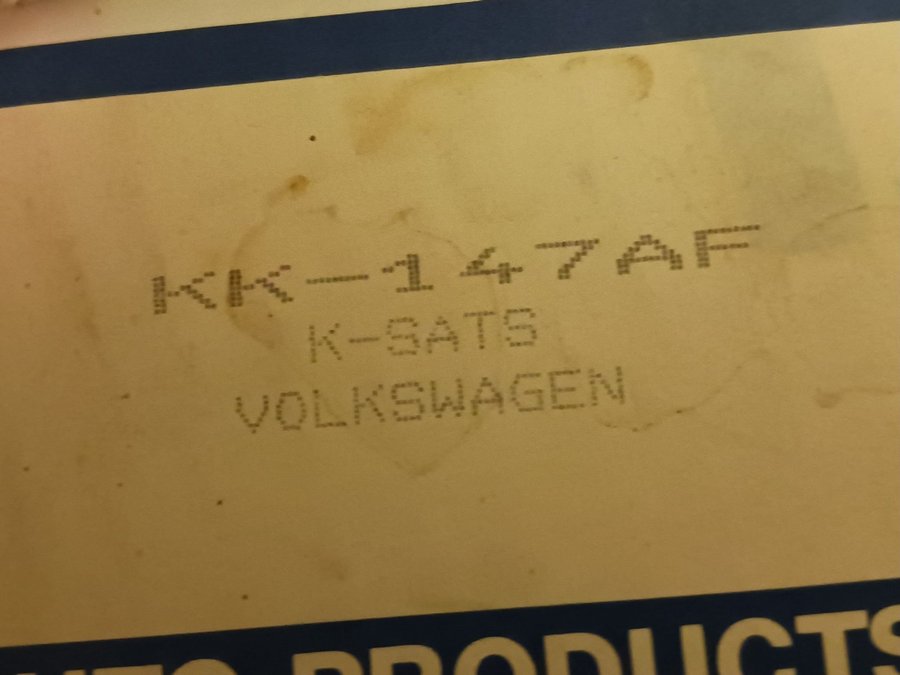 KK-147AF
K-SATS
VOLKSWAGEN
PRODUCTS